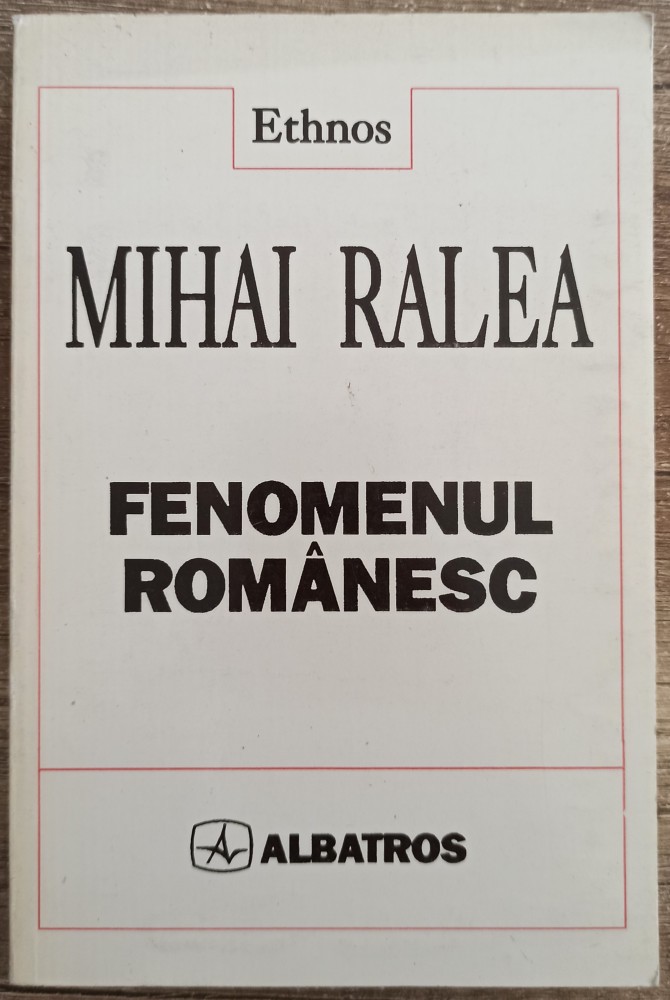 Ethnos
MIHAI RALEA
FENOMENUL
ROMÂNESC
ALBATROS